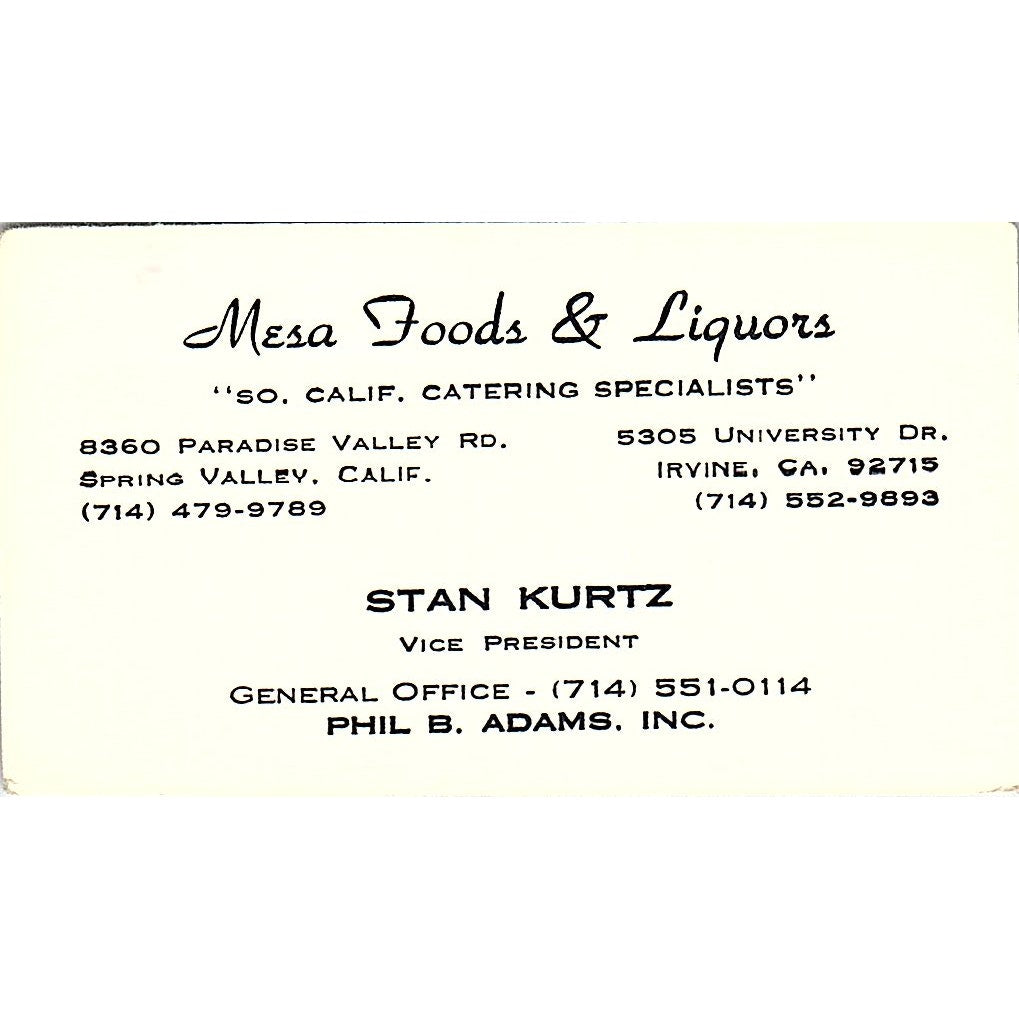 Mesa Foods & Liquors
"SO. CALIF. CATERING SPECIALISTS"
8360 PARADISE VALLEY RD.
SPRING VALLEY, CALIF.
(714) 479-9789
5305 UNIVERSITY DR.
IRVINE, CA. 92715
(714) 552-9893
STAN KURTZ
VICE PRESIDENT
GENERAL OFFICE - (714) 551-0114
PHIL B. ADAMS, INC.